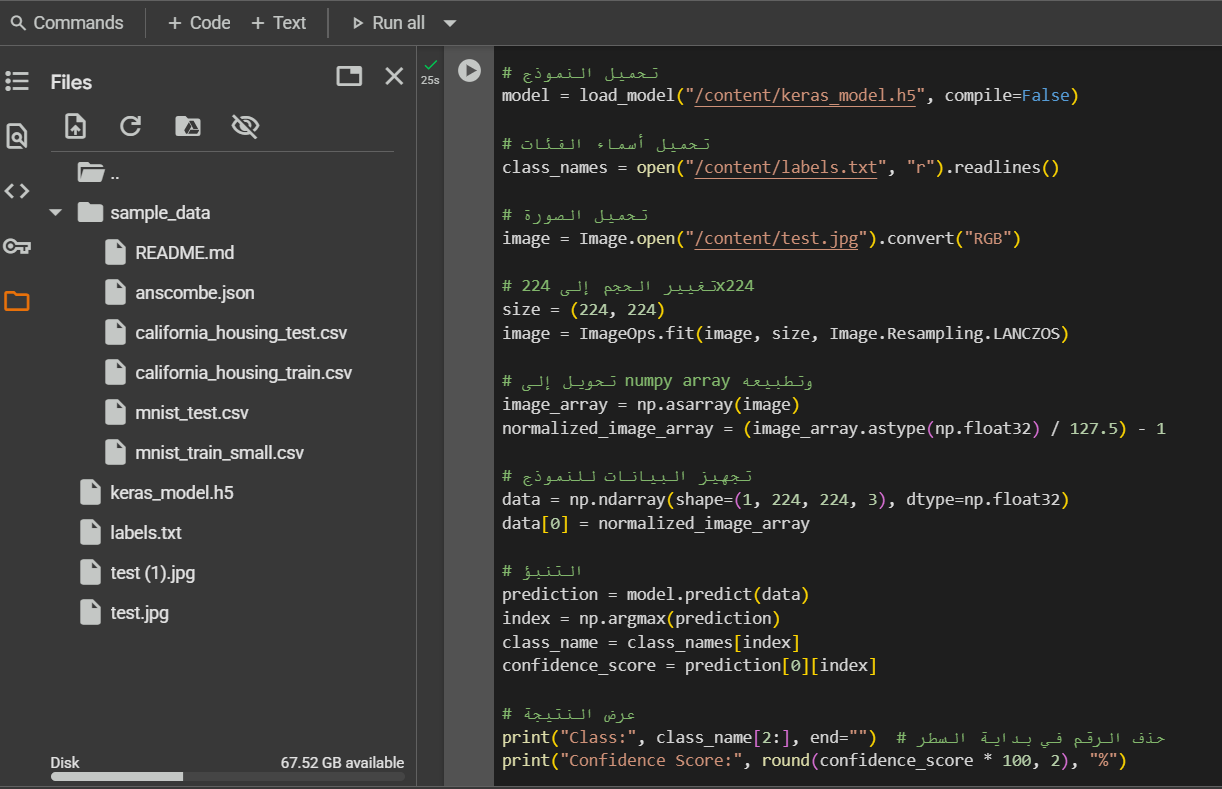 Commands + Code + Text Run all
Files
..
sample_data
README.md
anscombe.json
california_housing_test.csv
california_housing_train.csv
mnist_test.csv
mnist_train_small.csv
keras_model.h5
labels.txt
test (1).jpg
test.jpg
Disk 67.52 GB available
25s
# تحميل النموذج
model = load_model("/content/keras_model.h5", compile=False)
# تحميل أسماء الفئات
class_names = open("/content/labels.txt", "r").readlines()
# تحميل الصورة
image = Image.open("/content/test.jpg").convert("RGB")
# تغيير الحجم إلى 224x224
size = (224, 224)
image = ImageOps.fit(image, size, Image.Resampling.LANCZOS)
# تحويل إلى numpy array وتطبيعه
image_array = np.asarray(image)
normalized_image_array = (image_array.astype(np.float32) / 127.5) - 1
# تجهيز البيانات للنموذج
data = np.ndarray(shape=(1, 224, 224, 3), dtype=np.float32)
data[0] = normalized_image_array
# التنبؤ
prediction = model.predict(data)
index = np.argmax(prediction)
class_name = class_names[index]
confidence_score = prediction[0][index]
# عرض النتيجة
print("Class:", class_name[2:], end="") # حذف الرقم في بداية السطر
print("Confidence Score:", round(confidence_score * 100, 2), "%")